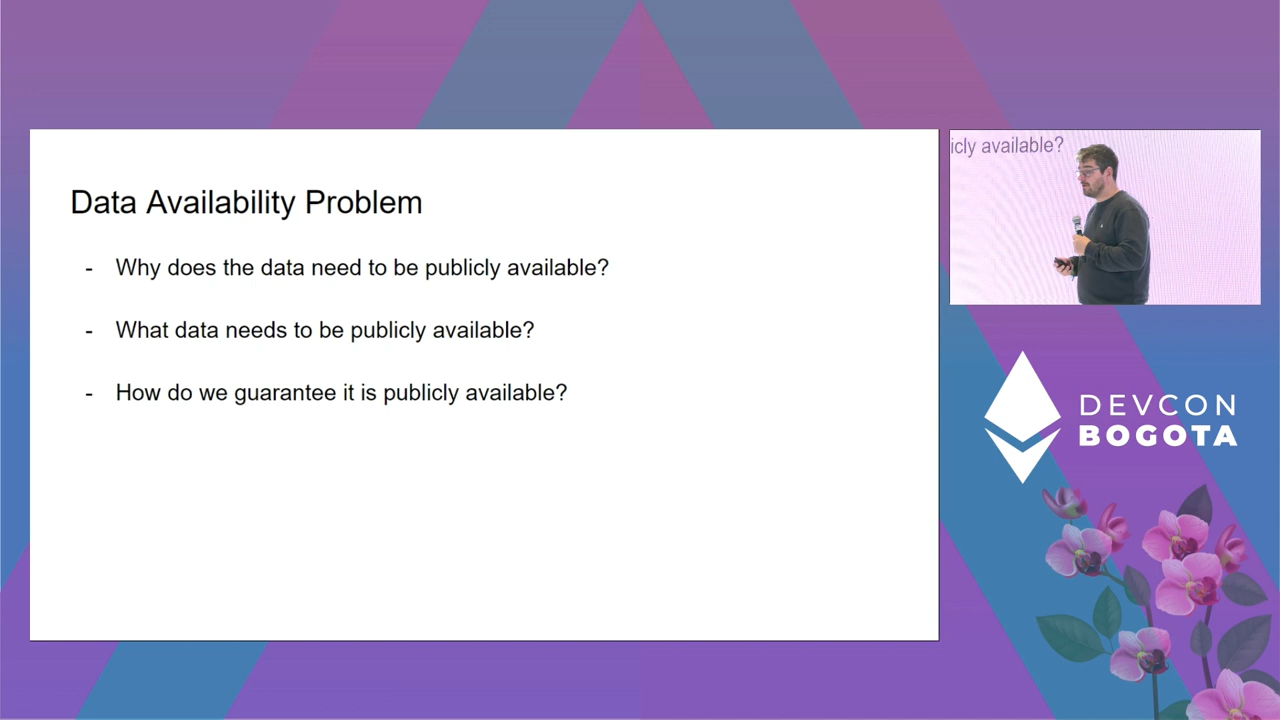 Data Availability Problem
- Why does the data need to be publicly available?
- What data needs to be publicly available?
- How do we guarantee it is publicly available?
icly available?
DEVCON
BOGOTA